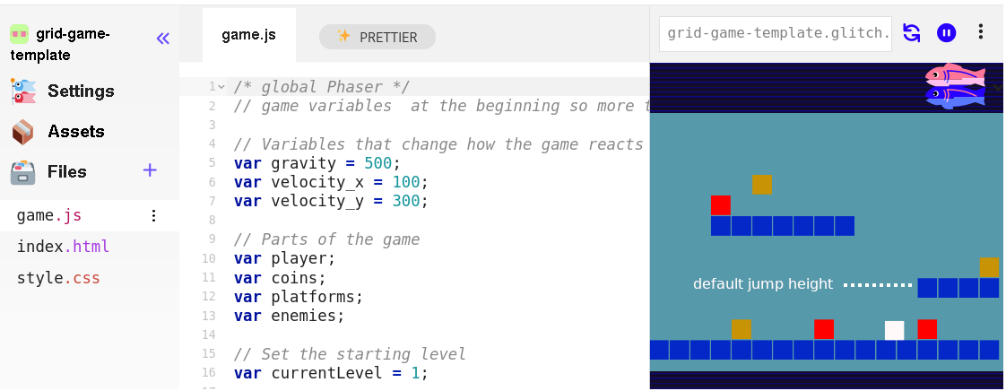 grid-game-
template
Settings
Assets
Files
game.js
index.html
style.css
game.js
PRETTIER
1 /* global Phaser */
2 // game variables  at the beginning so more
3
4 // Variables that change how the game reacts
5 var gravity = 500;
6 var velocity_x = 100;
7 var velocity_y = 300;
8
9 // Parts of the game
10 var player;
11 var coins;
12 var platforms;
13 var enemies;
14
15 // Set the starting level
16 var currentLevel = 1;
grid-game-template.glitch.
default jump height